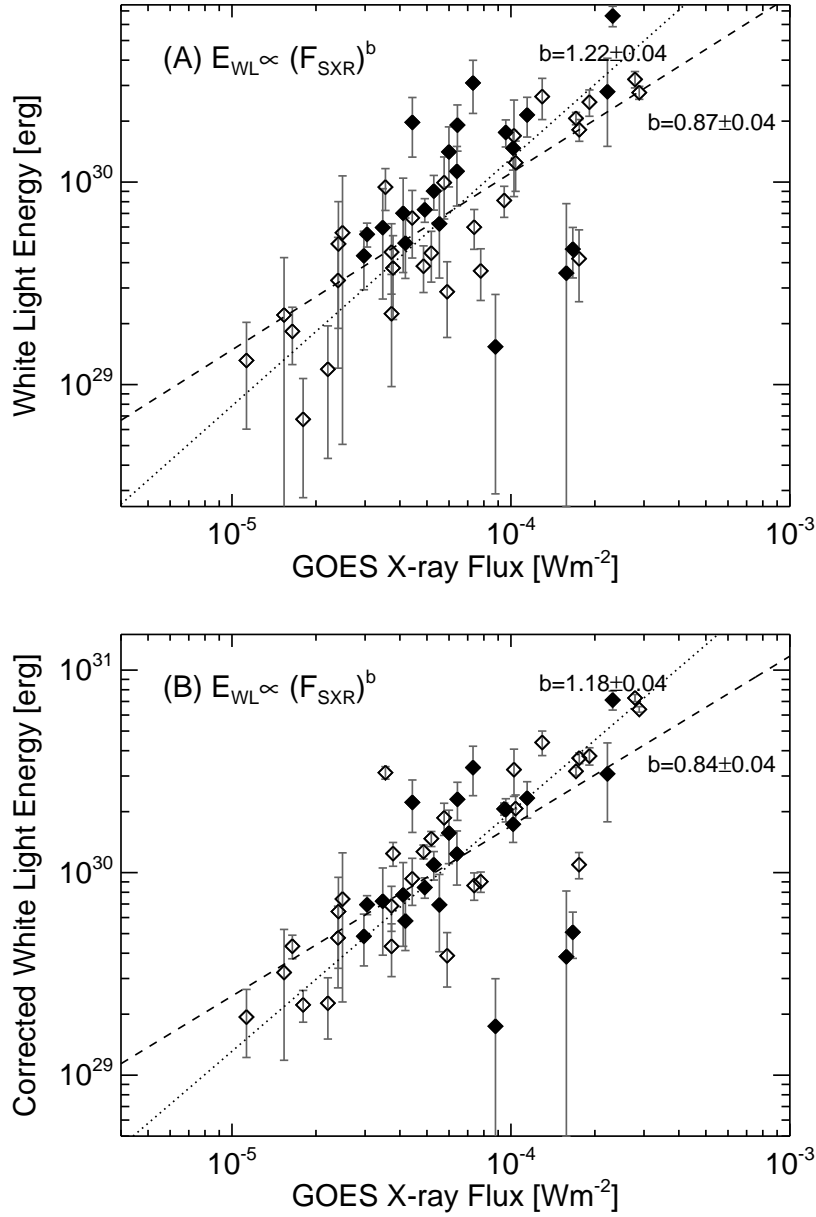 (A) E_WL ∝ (F_SXR)^b
b=1.22±0.04
b=0.87±0.04
White Light Energy [erg]
10^30
10^29
10^-5
10^-4
10^-3
GOES X-ray Flux [Wm^-2]
(B) E_WL ∝ (F_SXR)^b
b=1.18±0.04
b=0.84±0.04
Corrected White Light Energy [erg]
10^31
10^30
10^29
10^-5
10^-4
10^-3
GOES X-ray Flux [Wm^-2]